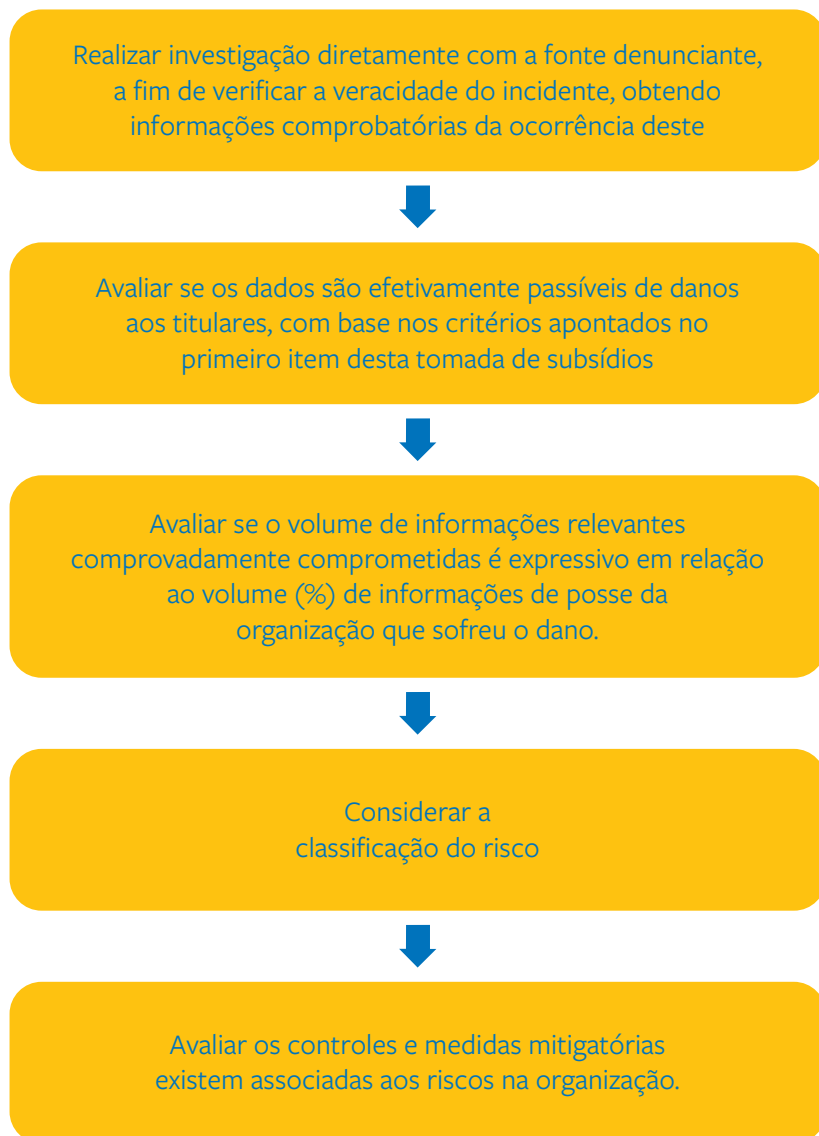 Realizar investigação diretamente com a fonte denunciante,
a fim de verificar a veracidade do incidente, obtendo
informações comprobatórias da ocorrência deste
Avaliar se os dados são efetivamente passíveis de danos
aos titulares, com base nos critérios apontados no
primeiro item desta tomada de subsídios
Avaliar se o volume de informações relevantes
comprovadamente comprometidas é expressivo em relação
ao volume (%) de informações de posse da
organização que sofreu o dano.
Considerar a
classificação do risco
Avaliar os controles e medidas mitigatórias
existem associadas aos riscos na organização.